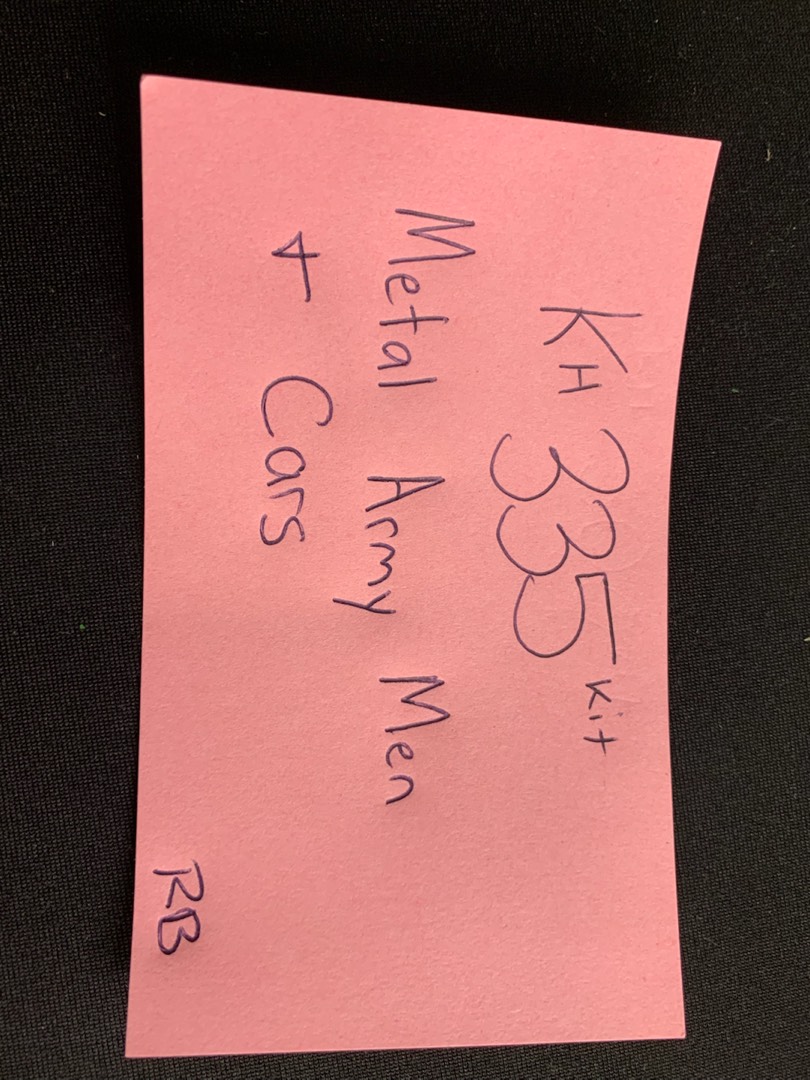 KH 335 kit
Metal Army Men
+ Cars
RB